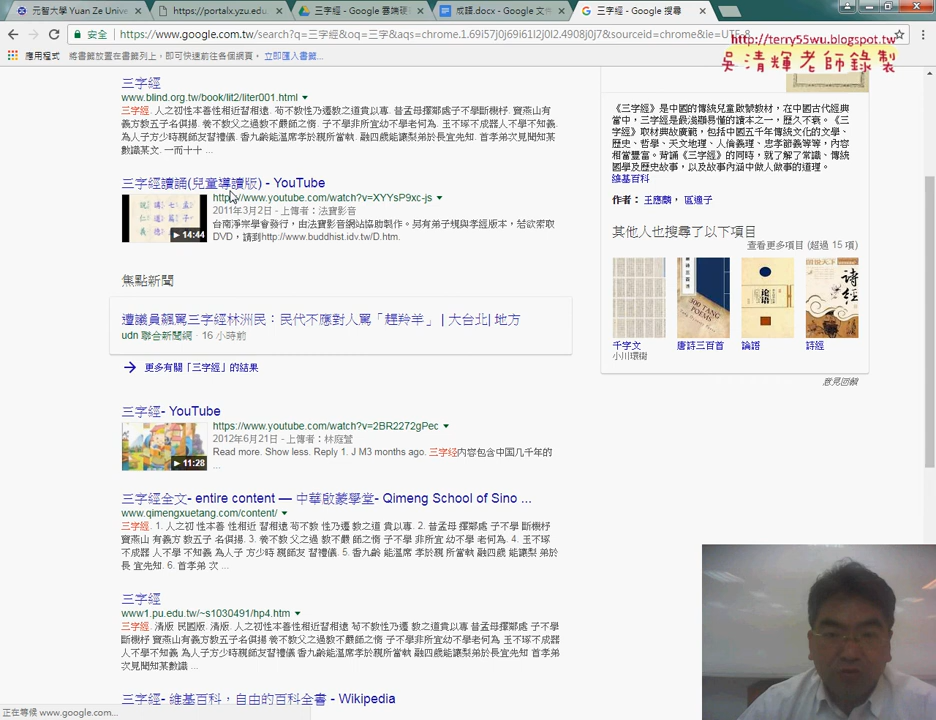 元智大學 Yuan Ze Unive
https://portalx.yzu.edu.
三字經 - Google 雲端硬
成語.docx - Google 文件
三字經 - Google 搜尋
安全 https://www.google.com.tw/search?q=三字經&oq=三字經&aqs=chrome.1.69i57j0j69i61l2j0l2.4908j0j7&sourceid=chrome&ie=UTF-8
應用程式 將書籤放置在書籤列上，即可快速前往各個網頁。 立即匯入書籤...
http://terry55wu.blogspot.tw
吳清輝老師錄製
三字經
www.blind.org.tw/book/lit2/liter001.html
三字經. 人之初性本善性相近習相遠 苟不教性乃遷教之道貴以專. 昔孟母擇鄰處子不學斷機杼. 竇燕山有
義方教五子名俱揚. 養不教父之過教不嚴師之惰 子不學非所宜幼不學老何為. 玉不琢不成器人不學不知義.
為人子方少時親師友習禮儀. 香九齡能溫席孝於親所當執 融四歲能讓梨弟於長宜先知. 首孝弟次見聞知某
數識某文. 一而十十 ...
三字經讀誦(兒童導讀版) - YouTube
https://www.youtube.com/watch?v=XYYsP9xc-js
14:44
2011年3月2日 - 上傳者：法寶影音
台南淨宗學會發行，由法寶影音網站協助製作。另有弟子規與孝經版本，若欲索取
DVD，請到http://www.buddhist.idv.tw/D.htm.
焦點新聞
遭議員飆罵三字經林洲民：民代不應對人罵「趕羚羊」 | 大台北| 地方
udn 聯合新聞網 · 16 小時前
更多有關「三字經」的結果
三字經- YouTube
https://www.youtube.com/watch?v=2BR2272gPec
11:28
2012年6月21日 - 上傳者：林庭萱
Read more. Show less. Reply 1. J M3 months ago. 三字经内容包含中国几千年的
...
三字經全文- entire content — 中華啟蒙學堂- Qimeng School of Sino ...
www.qimengxuetang.com/content/
三字經. 1. 人之初 性本善 性相近 習相遠 苟不教 性乃遷 教之道 貴以專. 2. 昔孟母 擇鄰處 子不學 斷機杼
竇燕山 有義方 教五子 名俱揚. 3. 養不教 父之過 教不嚴 師之惰 子不學 非所宜 幼不學 老何為. 4. 玉不琢
不成器 人不學 不知義 為人子 方少時 親師友 習禮儀. 5. 香九齡 能溫席 孝於親 所當執 融四歲 能讓梨 弟於
長 宜先知. 6. 首孝弟 次 ...
三字經
www1.pu.edu.tw/~s1030491/hp4.htm
三字經. 清版 民國版. 清版. 人之初性本善性相近習相遠 苟不教性乃遷教之道貴以專 昔孟母擇鄰處子不學
斷機杼 竇燕山有義方教五子名俱揚 養不教父之過教不嚴師之惰 子不學非所宜幼不學老何為 玉不琢不成器
人不學不知義 為人子方少時親師友習禮儀 香九齡能溫席孝於親所當執 融四歲能讓梨弟於長宜先知 首孝弟
次見聞知某數識 ...
三字經- 維基百科，自由的百科全書 - Wikipedia
正在等候 www.google.com...
《三字經》是中國的傳統兒童啟蒙教材，在中國古代經典
當中，三字經是最淺顯易懂的讀本之一，歷久不衰。《三
字經》取材典故廣範，包括中國五千年傳統文化的文學、
歷史、哲學、天文地理、人倫義理、忠孝節義等等，內容
相當豐富。背誦《三字經》的同時，就了解了常識、傳統
國學及歷史故事，以及故事內涵中做人做事的道理。
維基百科
作者： 王應麟， 區適子
其他人也搜尋了以下項目
查看更多項目 (超過 15 項)
300 TANG POEMS
论语
诗经
千字文
小川環樹
唐詩三百首
論語
詩經
意見回饋